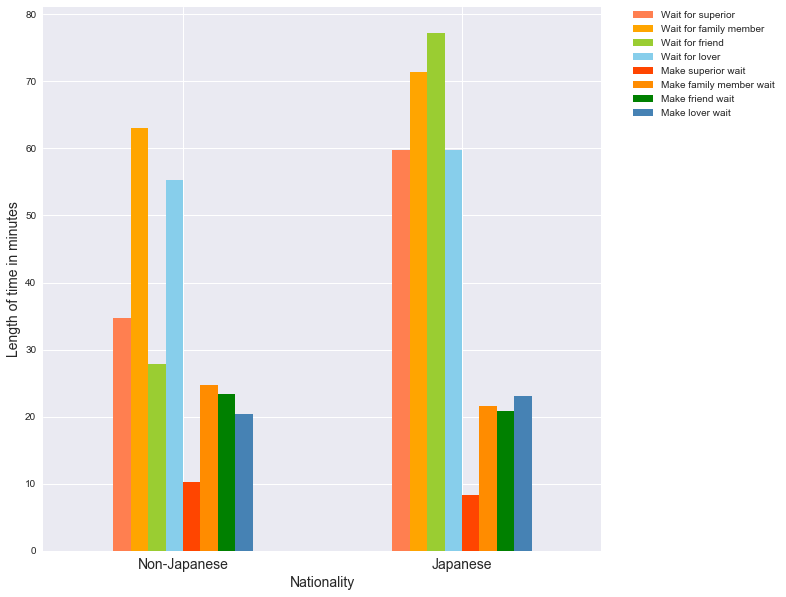 80
70
60
50
40
30
20
10
0
Length of time in minutes
Non-Japanese
Japanese
Nationality
Wait for superior
Wait for family member
Wait for friend
Wait for lover
Make superior wait
Make family member wait
Make friend wait
Make lover wait